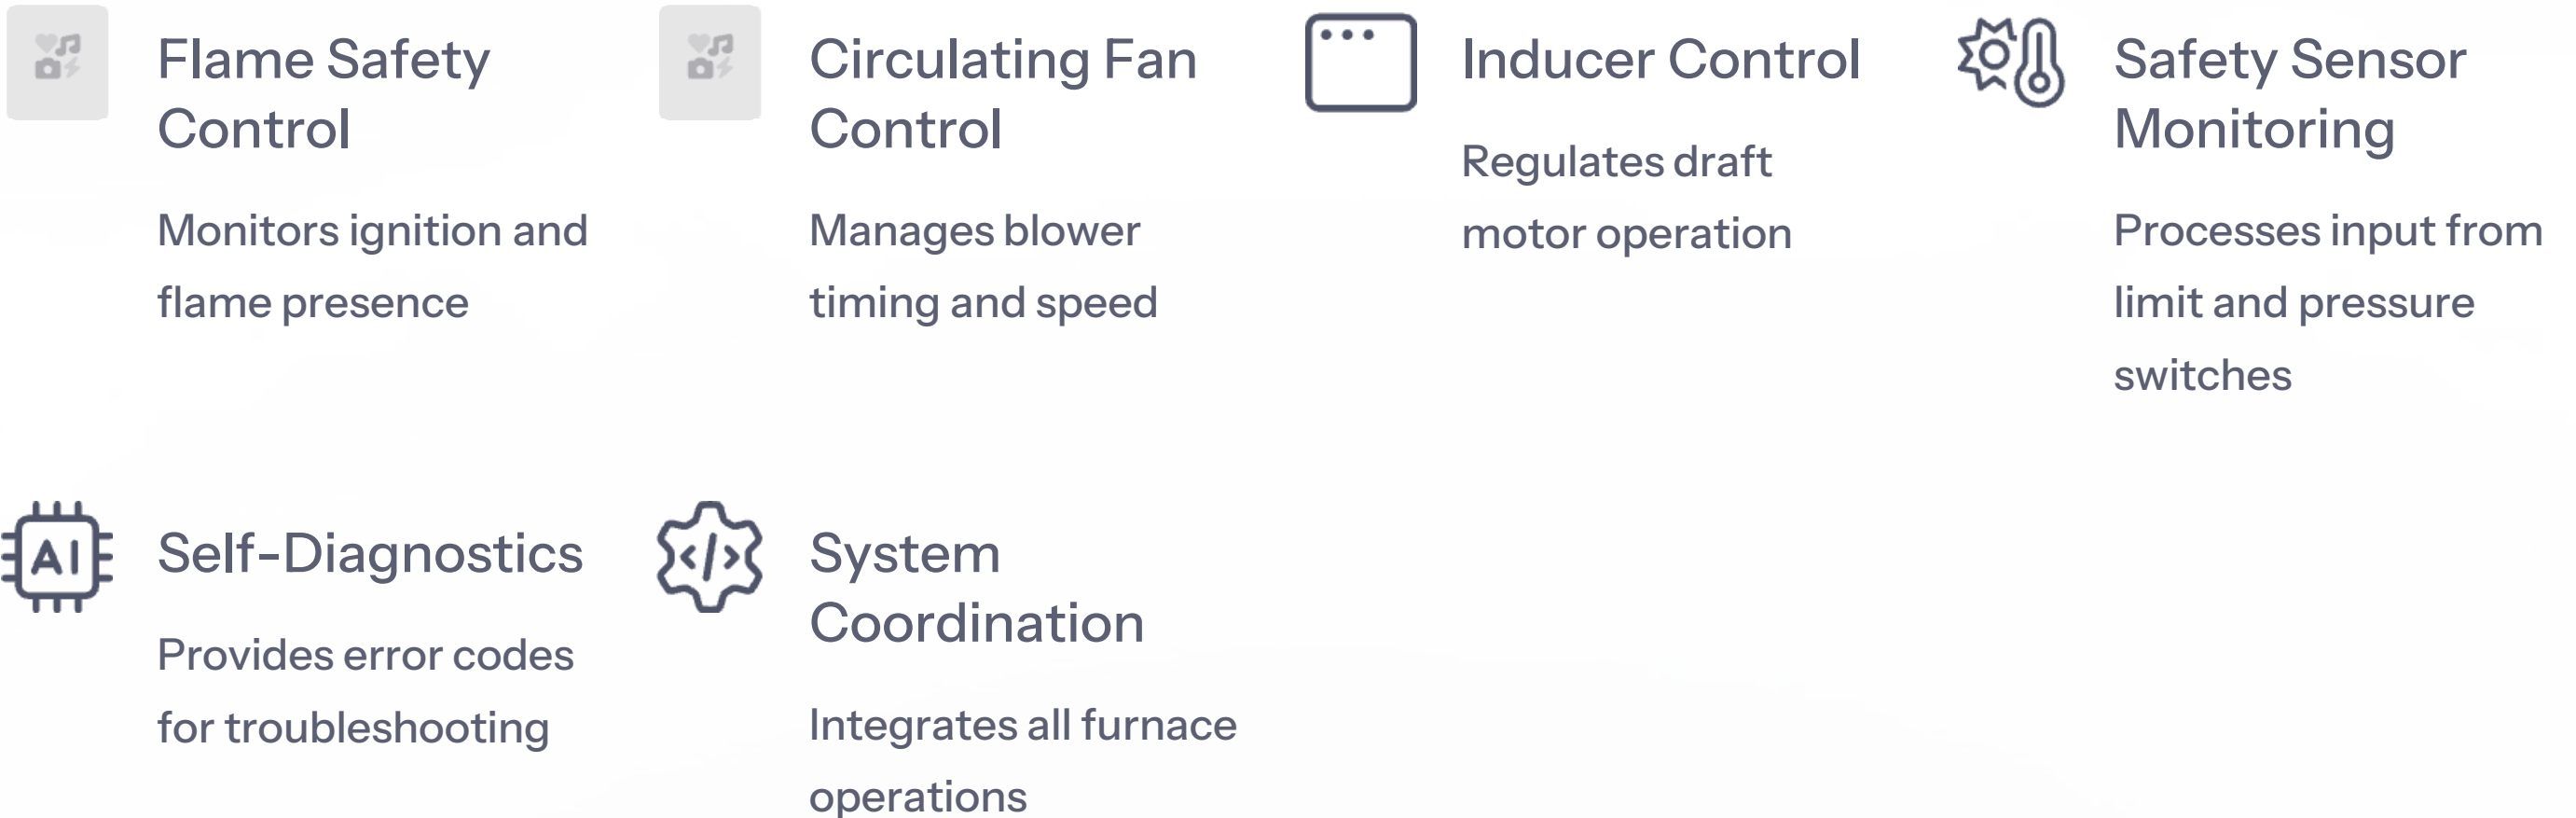 Flame Safety
Control
Monitors ignition and
flame presence
Circulating Fan
Control
Manages blower
timing and speed
Inducer Control
Regulates draft
motor operation
Safety Sensor
Monitoring
Processes input from
limit and pressure
switches
AI
Self-Diagnostics
Provides error codes
for troubleshooting
</>
System
Coordination
Integrates all furnace
operations